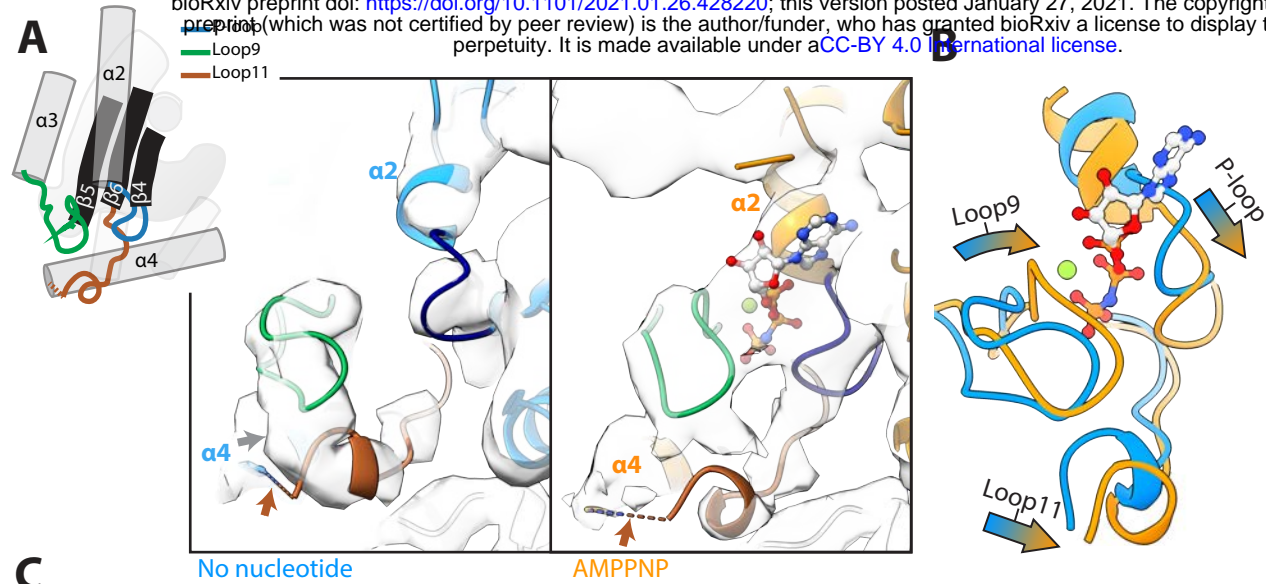 bioRxiv preprint doi: https://doi.org/10.1101/2021.01.26.428220; this version posted January 27, 2021. The copyright
preprint (which was not certified by peer review) is the author/funder, who has granted bioRxiv a license to display
perpetuity. It is made available under aCC-BY 4.0 International license.
A
P-loop
Loop9
Loop11
α2
α3
β5
β6
β4
α4
α2
α4
No nucleotide
α2
α4
AMPPNP
B
Loop9
P-loop
Loop11
C